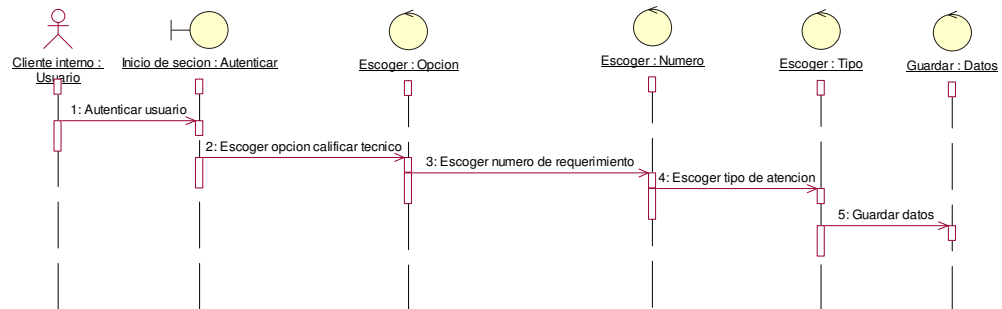 Cliente interno :
Usuario
Inicio de secion : Autenticar
Escoger : Opcion
Escoger : Numero
Escoger : Tipo
Guardar : Datos
1: Autenticar usuario
2: Escoger opcion calificar tecnico
3: Escoger numero de requerimiento
4: Escoger tipo de atencion
5: Guardar datos